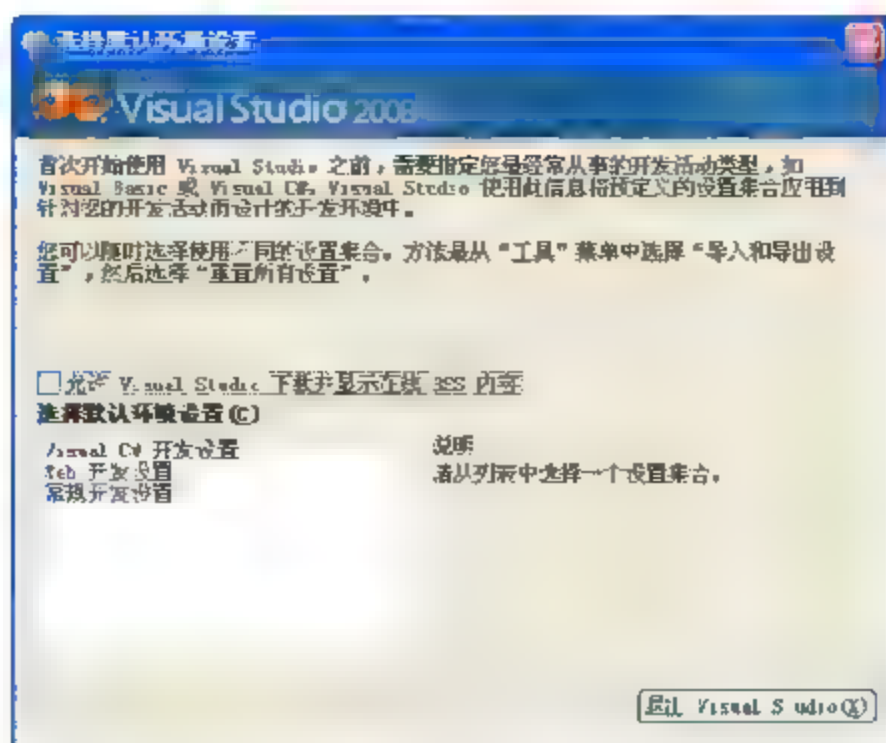 选择默认环境设置
Visual Studio 2008
首次开始使用 Visual Studio 之前，需要指定您最经常从事的开发活动类型，如
Visual Basic 或 Visual C#。Visual Studio 使用此信息将预定义的设置集合应用到
针对您的开发活动而设计的开发环境中。
您可以随时选择使用不同的设置集合。方法是从“工具”菜单中选择“导入和导出设
置”，然后选择“重置所有设置”。
允许 Visual Studio 下载并显示在线 RSS 内容
选择默认环境设置(C)
Visual C# 开发设置
说明
Web 开发设置
请从列表中选择一个设置集合。
常规开发设置
Visual Studio(X)